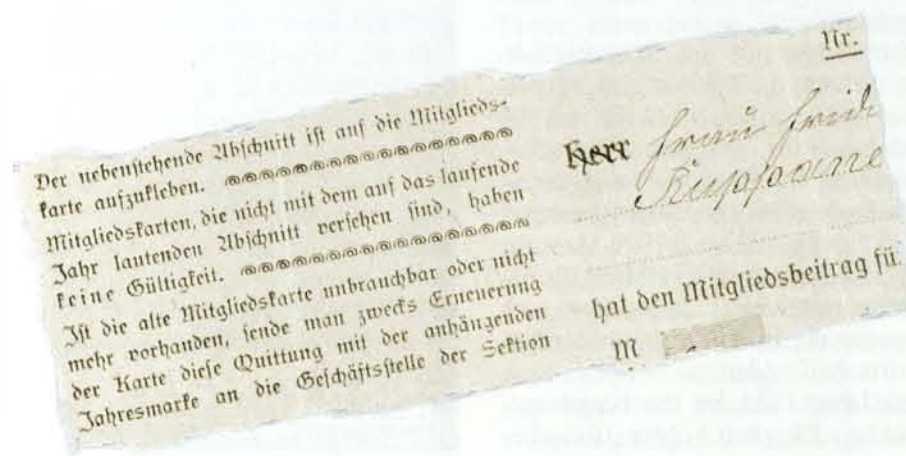 Der nebenstehende Abschnitt ist auf die Mitglieds-
karte aufzukleben.
Mitgliedskarten, die nicht mit dem auf das laufende
Jahr lautenden Abschnitt versehen sind, haben
keine Gültigkeit.
Ist die alte Mitgliedskarte unbrauchbar oder nicht
mehr vorhanden, sende man zwecks Erneuerung
der Karte diese Quittung mit der anhängenden
Jahresmarke an die Geschäftsstelle der Sektion
Nr.
Herr Frau
hat den Mitgliedsbeitrag für
M